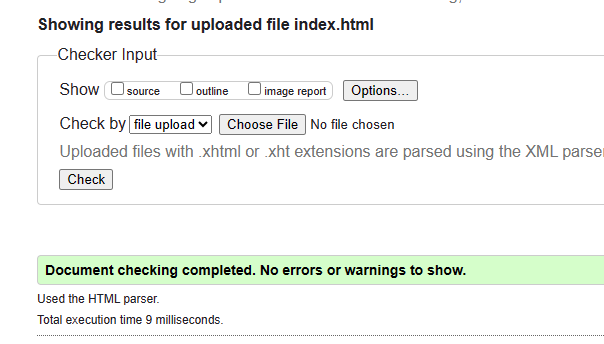 Showing results for uploaded file index.html
Checker Input
Show source outline image report Options...
Check by file upload Choose File No file chosen
Uploaded files with .xhtml or .xht extensions are parsed using the XML parser
Check
Document checking completed. No errors or warnings to show.
Used the HTML parser.
Total execution time 9 milliseconds.